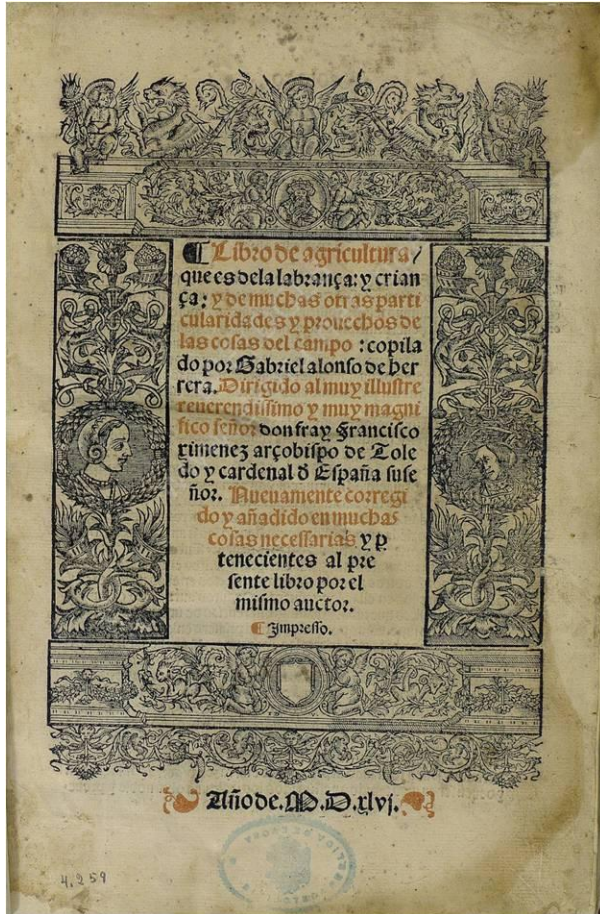 ¶ Libro de agricultura /
que es dela labrança: y crian
ça: y de muchas otras parti
cularidades y prouechos de
las cosas del campo : copila
do por Gabriel alonso de her
rera. Dirigido al muy illustre
reuerendissimo y muy magni
fico señor don fray Francisco
ximenez arçobispo de Tole
do y cardenal d̃ España su se
ñor. Nueuamente corregi
do y añadido en muchas
cosas necessarias y ꝑ
tenecientes al pre
sente libro por el
mismo auctor.
¶ Impresso.
Año de. M. D. xlvj.
4.259